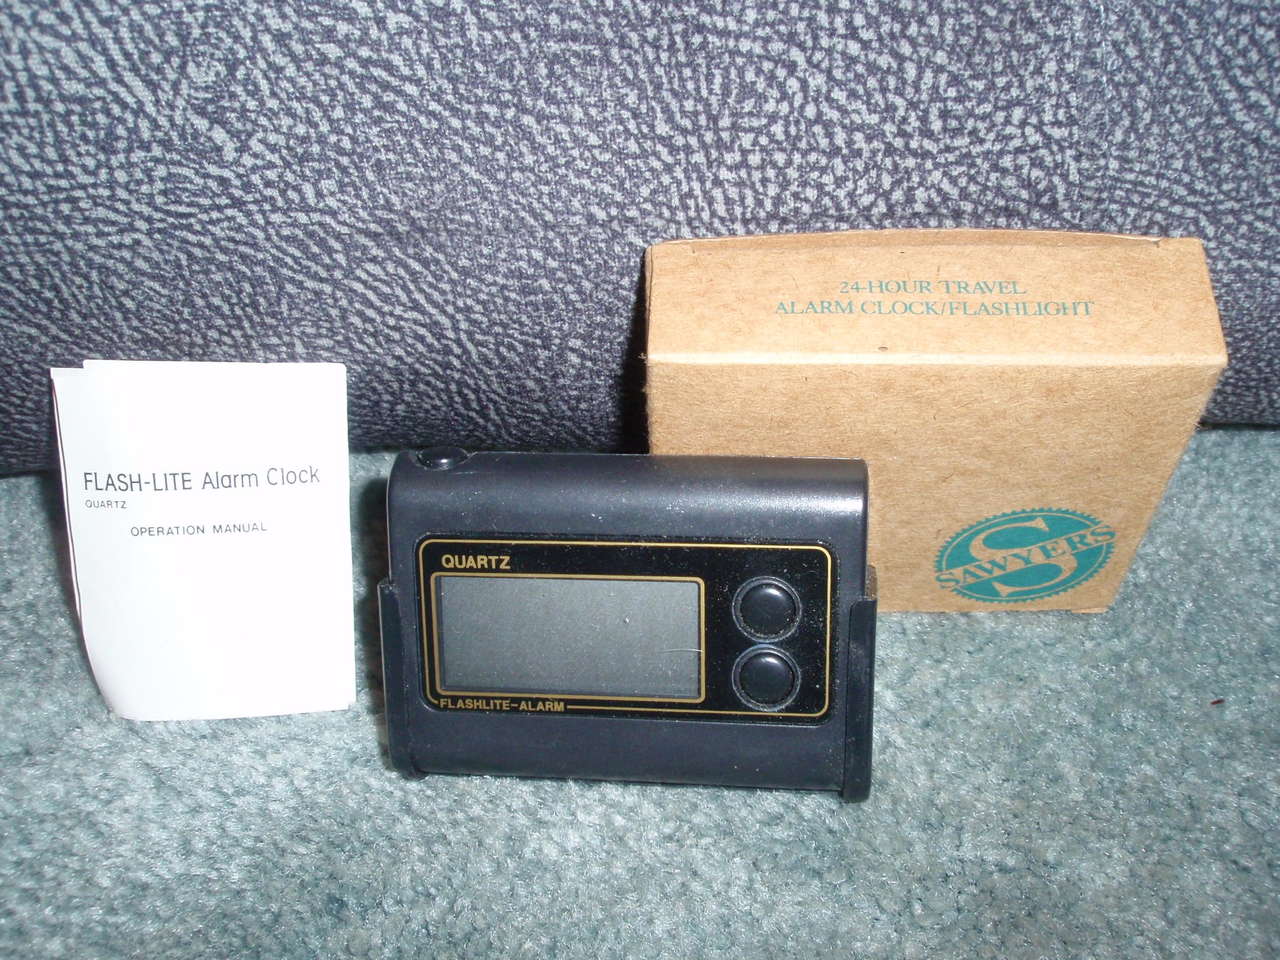 FLASH-LITE Alarm Clock
QUARTZ
OPERATION MANUAL
QUARTZ
FLASHLITE-ALARM
24-HOUR TRAVEL
ALARM CLOCK/FLASHLIGHT
S
SAWYERS